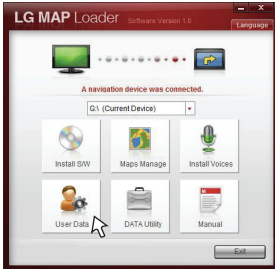 LG MAP Loader Software Version 1.0
Language
A naviqation device was connected.
G:\ (Current Device)
Install S/W Maps Manage Install Voices
User Data DATA Utility Manual
Exit